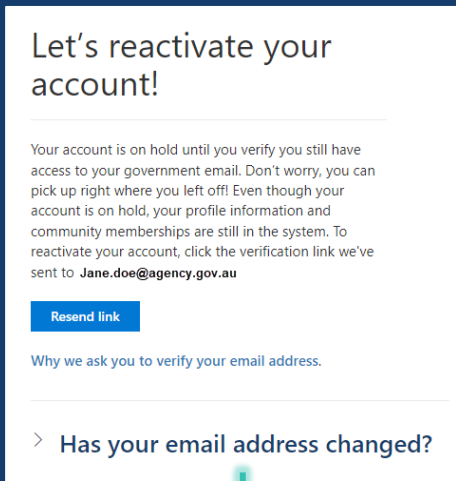 Let's reactivate your
account!
Your account is on hold until you verify you still have
access to your government email. Don't worry, you can
pick up right where you left off! Even though your
account is on hold, your profile information and
community memberships are still in the system. To
reactivate your account, click the verification link we've
sent to Jane.doe@agency.gov.au
Resend link
Why we ask you to verify your email address.
Has your email address changed?